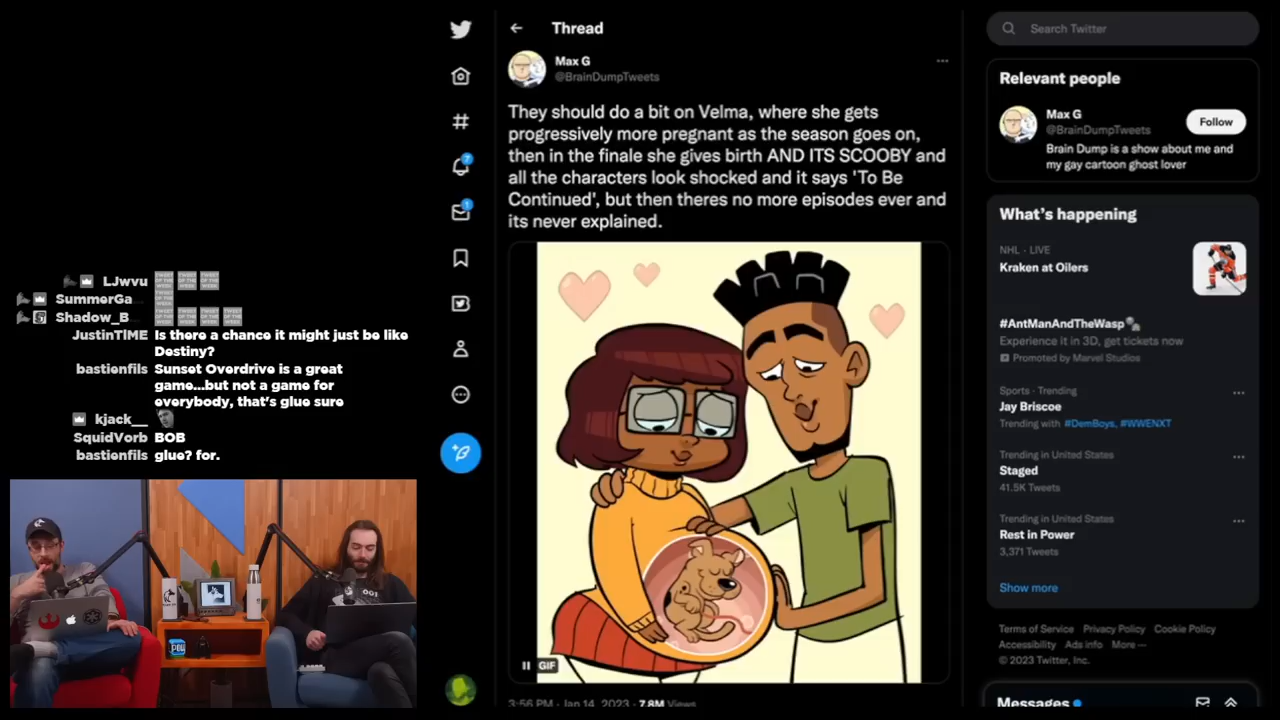 Thread
Max G
@BrainDumpTweets
They should do a bit on Velma, where she gets
progressively more pregnant as the season goes on,
then in the finale she gives birth AND ITS SCOOBY and
all the characters look shocked and it says 'To Be
Continued', but then theres no more episodes ever and
its never explained.
GIF
3:56 PM · Jan 14, 2023 · 7.8M Views
7
1
Search Twitter
Relevant people
Max G
@BrainDumpTweets
Follow
Brain Dump is a show about me and
my gay cartoon ghost lover
What's happening
NHL · LIVE
Kraken at Oilers
#AntManAndTheWasp
Experience it in 3D, get tickets now
Promoted by Marvel Studios
Sports · Trending
Jay Briscoe
Trending with #DemBoys, #WWENXT
Trending in United States
Staged
41.5K Tweets
Trending in United States
Rest in Power
3,371 Tweets
Show more
Terms of Service Privacy Policy Cookie Policy
Accessibility Ads info More
© 2023 Twitter, Inc.
Messages
LJwvu
SummerGa
Shadow_B
JustinTIME Is there a chance it might just be like
Destiny?
bastienfils Sunset Overdrive is a great
game...but not a game for
everybody, that's glue sure
kjack__
SquidVorb BOB
bastienfils glue? for.
001
POW